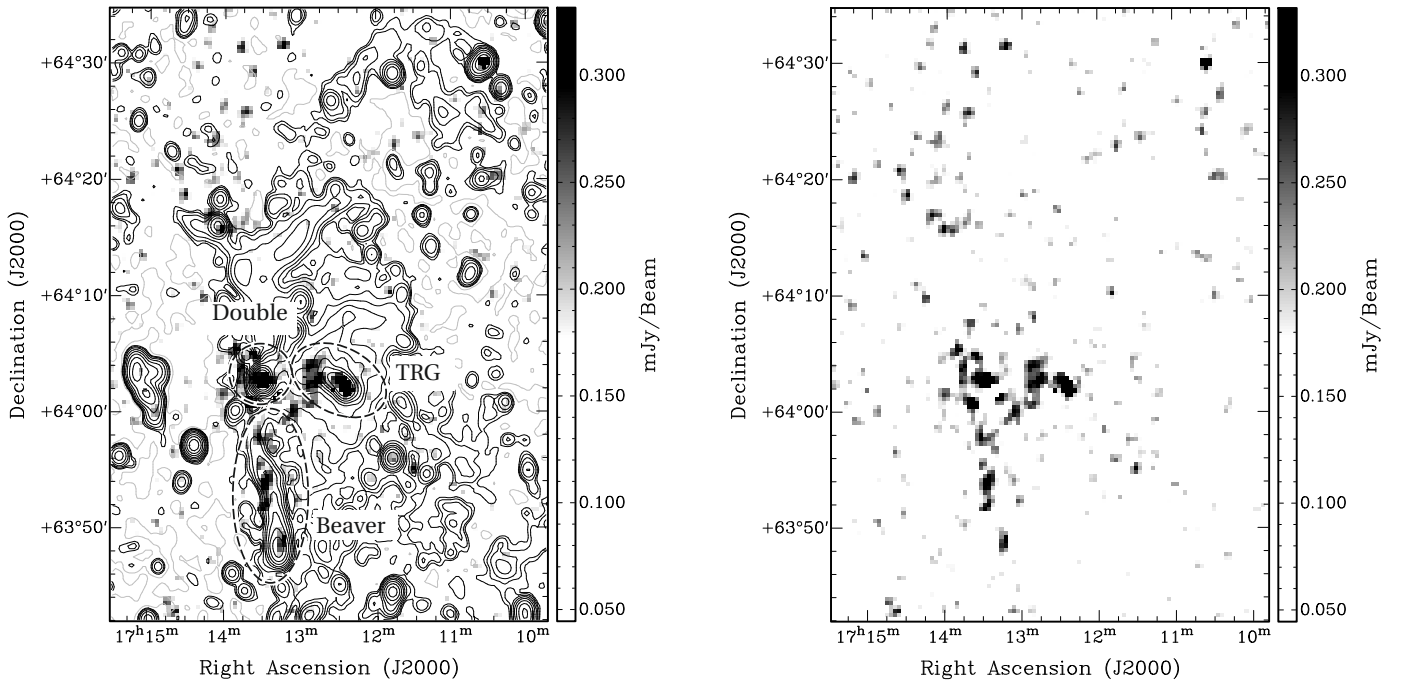 +64°30′
+64°20′
+64°10′
+64°00′
+63°50′
Declination (J2000)
17ʰ15ᵐ 14ᵐ 13ᵐ 12ᵐ 11ᵐ 10ᵐ
Right Ascension (J2000)
Double
TRG
Beaver
0.300
0.250
0.200
0.150
0.100
0.050
mJy/Beam
+64°30′
+64°20′
+64°10′
+64°00′
+63°50′
Declination (J2000)
17ʰ15ᵐ 14ᵐ 13ᵐ 12ᵐ 11ᵐ 10ᵐ
Right Ascension (J2000)
0.300
0.250
0.200
0.150
0.100
0.050
mJy/Beam